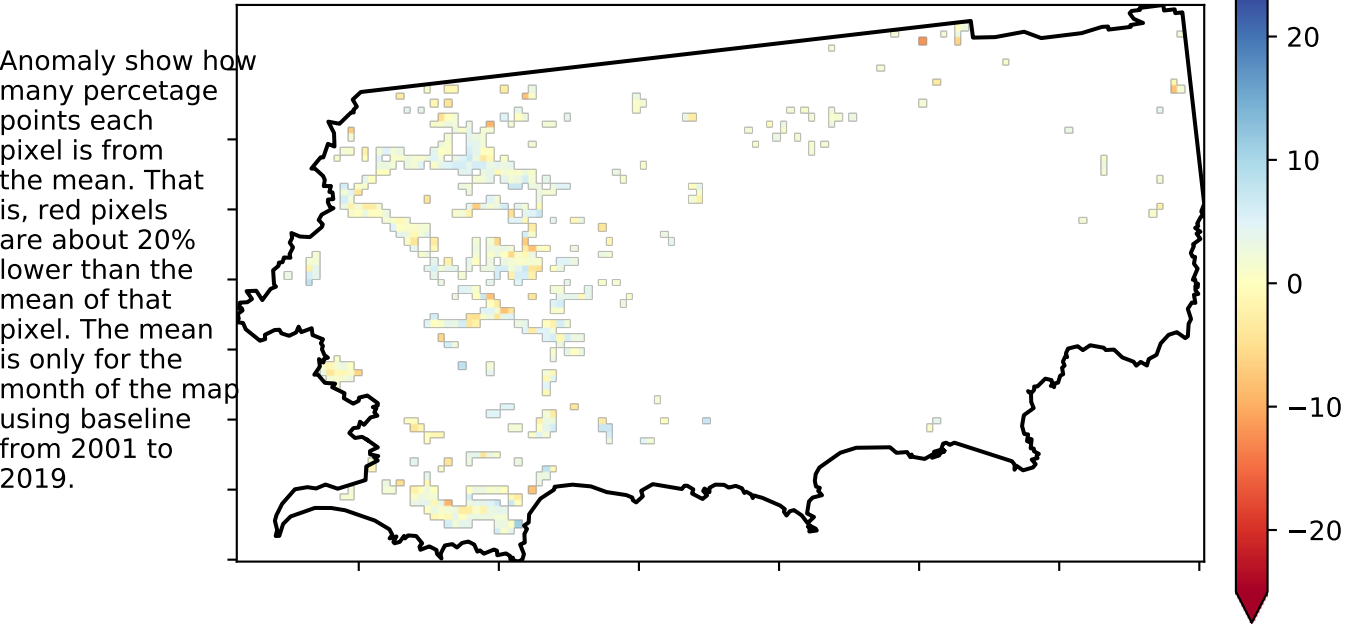 Anomaly show how
many percetage
points each
pixel is from
the mean. That
is, red pixels
are about 20%
lower than the
mean of that
pixel. The mean
is only for the
month of the map
using baseline
from 2001 to
2019.
20
10
0
−10
−20